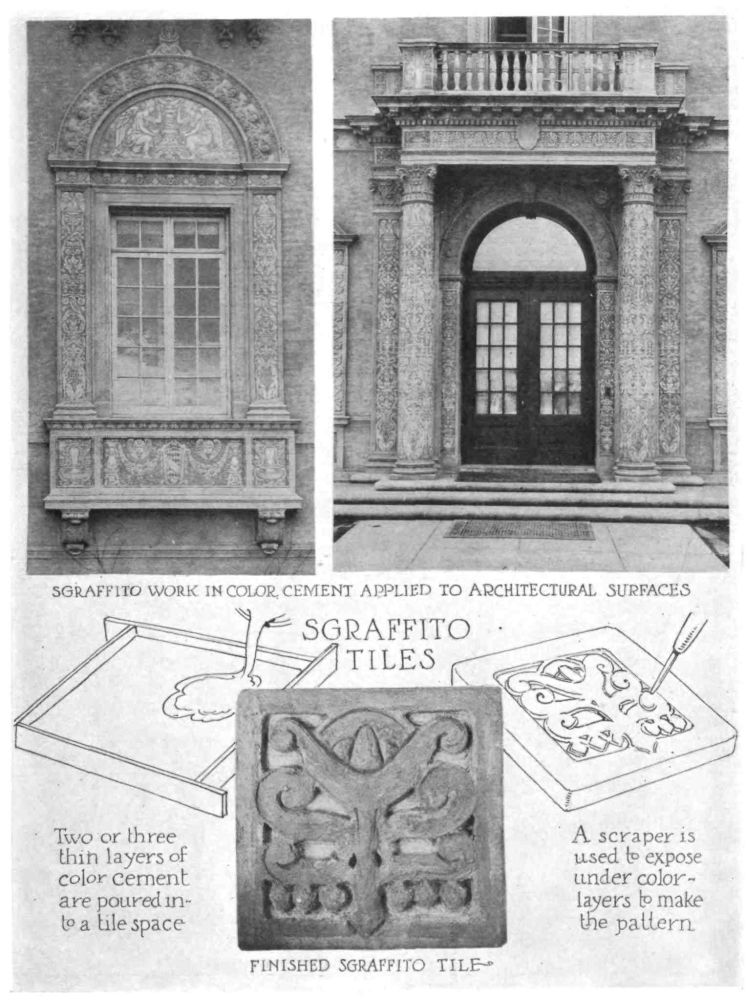 SGRAFFITO WORK IN COLOR CEMENT APPLIED TO ARCHITECTURAL SURFACES
SGRAFFITO
TILES
Two or three
thin layers of
color cement
are poured in-
to a tile space
A scraper is
used to expose
under color-
layers to make
the pattern
FINISHED SGRAFFITO TILE